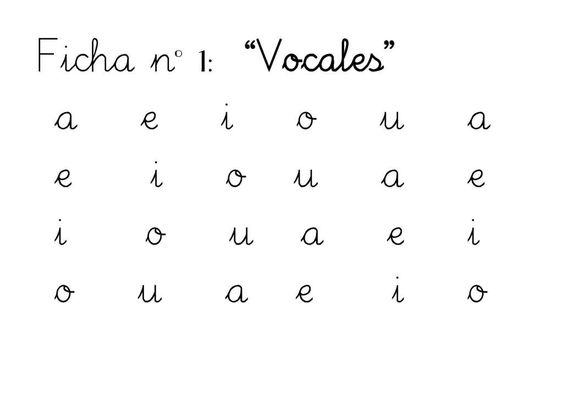 Ficha nº 1: “Vocales”
a e i o u a
e i o u a e
i o u a e i
o u a e i o